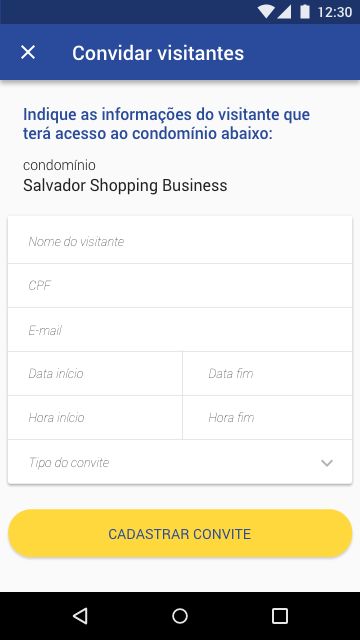 12:30
Convidar visitantes
Indique as informações do visitante que
terá acesso ao condomínio abaixo:
condomínio
Salvador Shopping Business
Nome do visitante
CPF
E-mail
Data início
Data fim
Hora início
Hora fim
Tipo do convite
CADASTRAR CONVITE